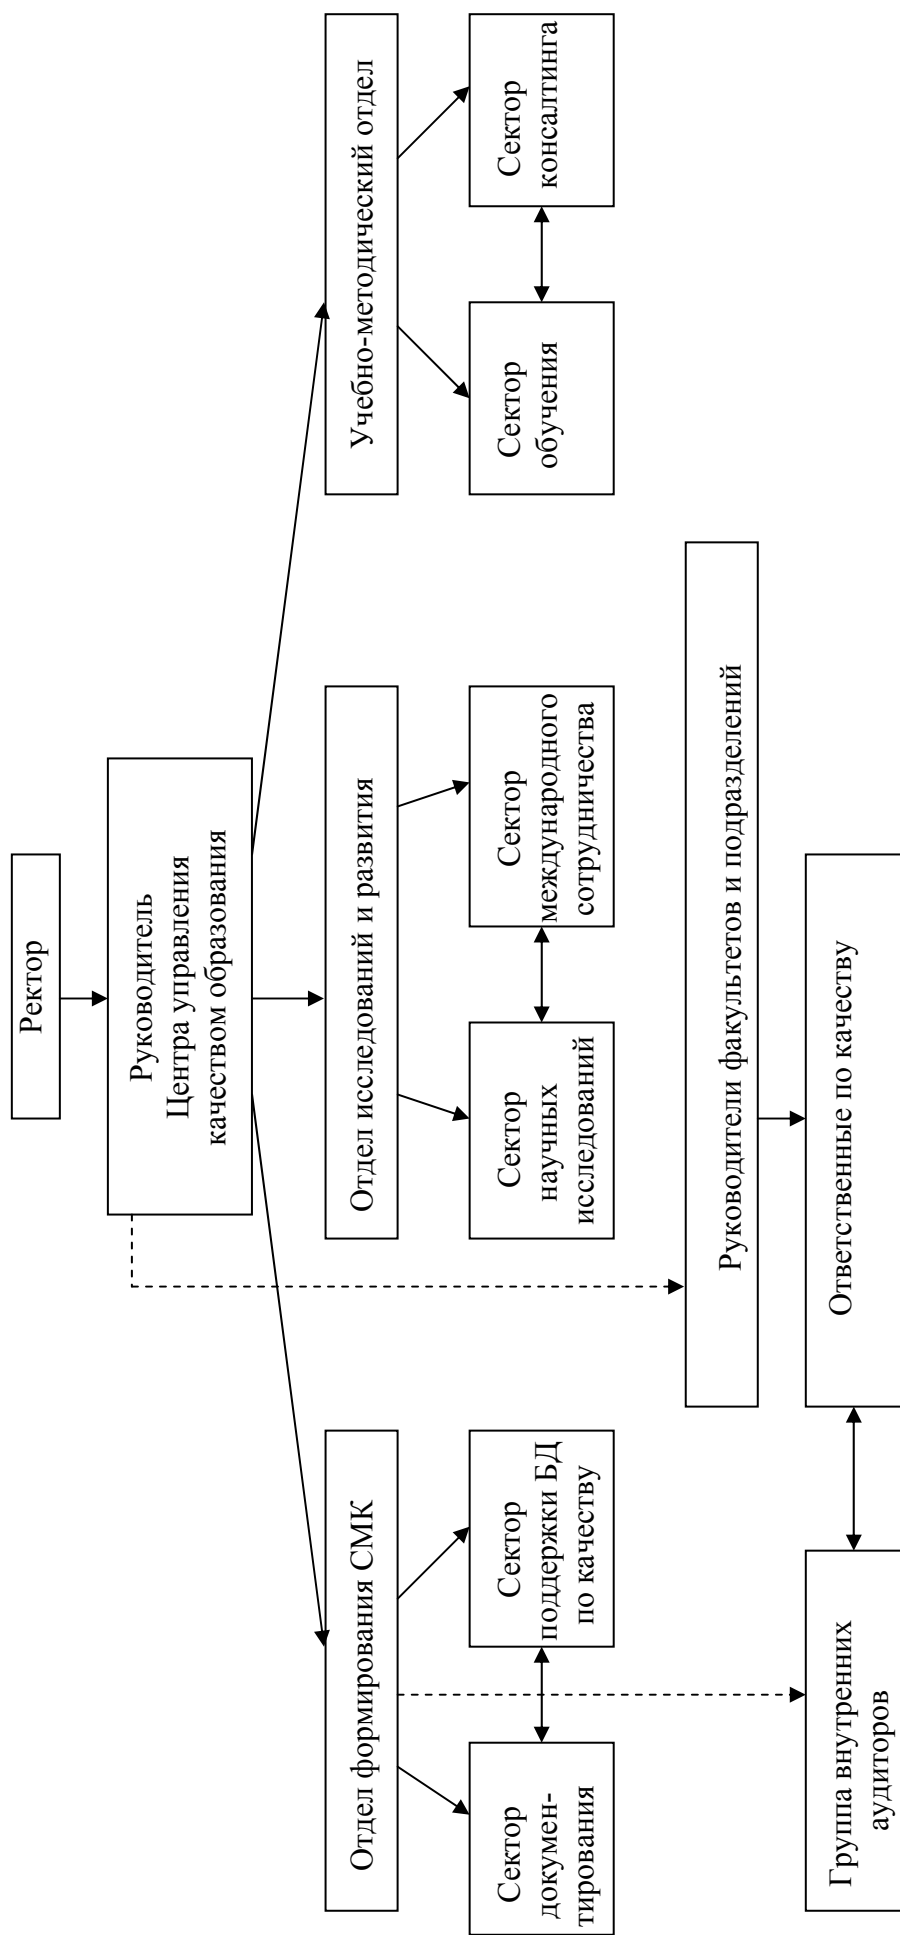 Ректор
Руководитель
Центра управления
качеством образования
Отдел формирования СМК
Отдел исследований и развития
Учебно-методический отдел
Сектор
докумен-
тирования
Сектор
поддержки БД
по качеству
Сектор
научных
исследований
Сектор
международного
сотрудничества
Сектор
обучения
Сектор
консалтинга
Руководители факультетов и подразделений
Группа внутренних
аудиторов
Ответственные по качеству